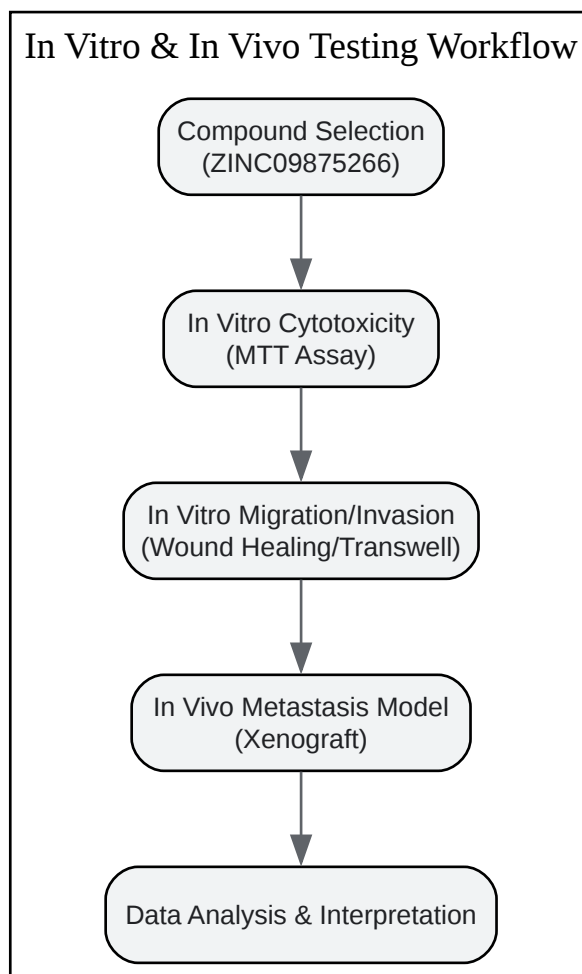 In Vitro & In Vivo Testing Workflow
Compound Selection
(ZINC09875266)
In Vitro Cytotoxicity
(MTT Assay)
In Vitro Migration/Invasion
(Wound Healing/Transwell)
In Vivo Metastasis Model
(Xenograft)
Data Analysis & Interpretation